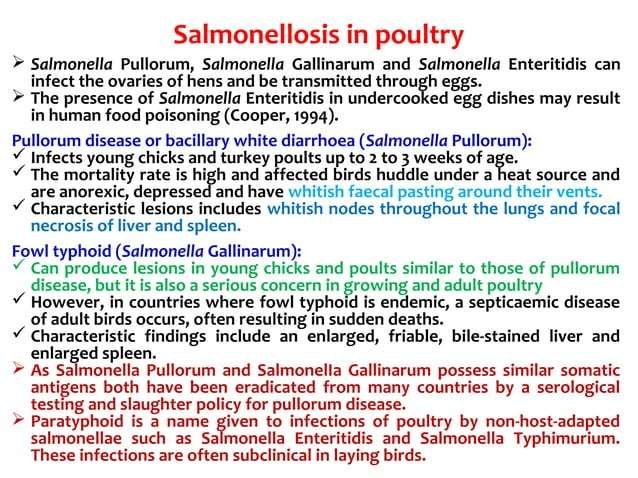 Salmonellosis in poultry
➢ Salmonella Pullorum, Salmonella Gallinarum and Salmonella Enteritidis can
infect the ovaries of hens and be transmitted through eggs.
➢ The presence of Salmonella Enteritidis in undercooked egg dishes may result
in human food poisoning (Cooper, 1994).
Pullorum disease or bacillary white diarrhoea (Salmonella Pullorum):
✓ Infects young chicks and turkey poults up to 2 to 3 weeks of age.
✓ The mortality rate is high and affected birds huddle under a heat source and
are anorexic, depressed and have whitish faecal pasting around their vents.
✓ Characteristic lesions includes whitish nodes throughout the lungs and focal
necrosis of liver and spleen.
Fowl typhoid (Salmonella Gallinarum):
✓ Can produce lesions in young chicks and poults similar to those of pullorum
disease, but it is also a serious concern in growing and adult poultry
✓ However, in countries where fowl typhoid is endemic, a septicaemic disease
of adult birds occurs, often resulting in sudden deaths.
✓ Characteristic findings include an enlarged, friable, bile-stained liver and
enlarged spleen.
➢ As Salmonella Pullorum and Salmonella Gallinarum possess similar somatic
antigens both have been eradicated from many countries by a serological
testing and slaughter policy for pullorum disease.
➢ Paratyphoid is a name given to infections of poultry by non-host-adapted
salmonellae such as Salmonella Enteritidis and Salmonella Typhimurium.
These infections are often subclinical in laying birds.